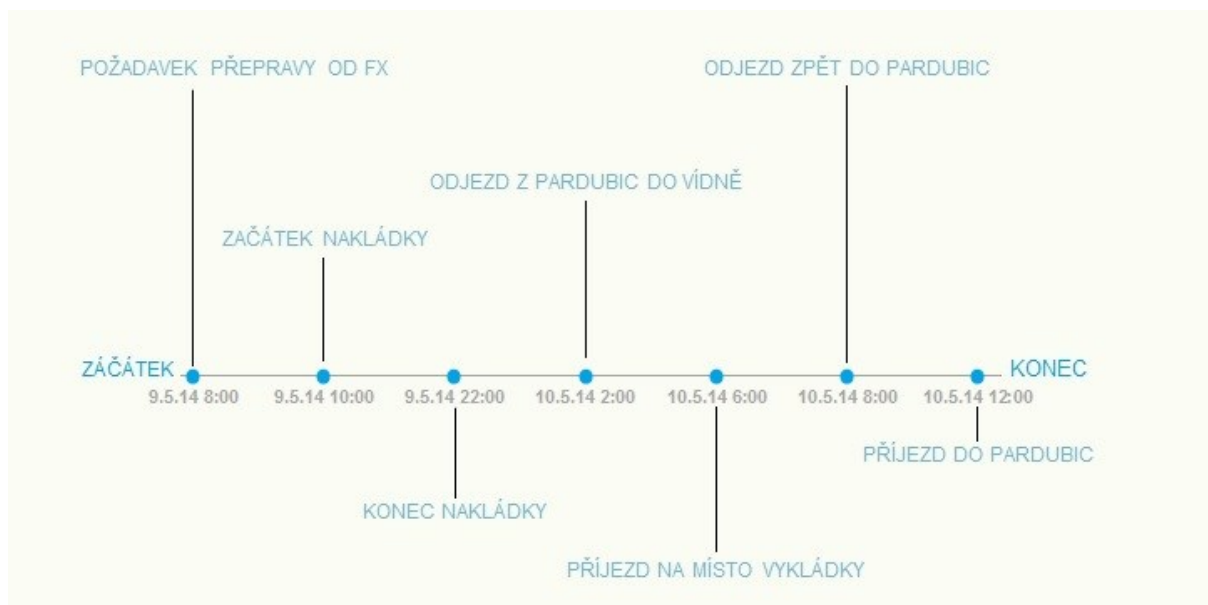 POŽADAVEK PŘEPRAVY OD FX
ODJEZD ZPĚT DO PARDUBIC
ODJEZD Z PARDUBIC DO VÍDNĚ
ZAČÁTEK NAKLÁDKY
ZÁČÁTEK
KONEC
9.5.14 8:00
9.5.14 10:00
9.5.14 22:00
10.5.14 2:00
10.5.14 6:00
10.5.14 8:00
10.5.14 12:00
PŘÍJEZD DO PARDUBIC
KONEC NAKLÁDKY
PŘÍJEZD NA MÍSTO VYKLÁDKY